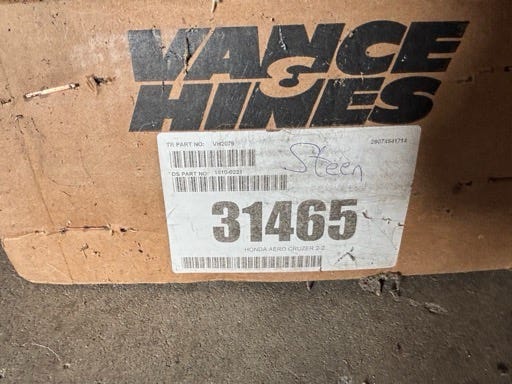 VANCE
&
HINES
TR PART NO: VH2079 29074541714
Steen
DS PART NO: 1810-0221
31465
HONDA AERO CRUZER 2-2